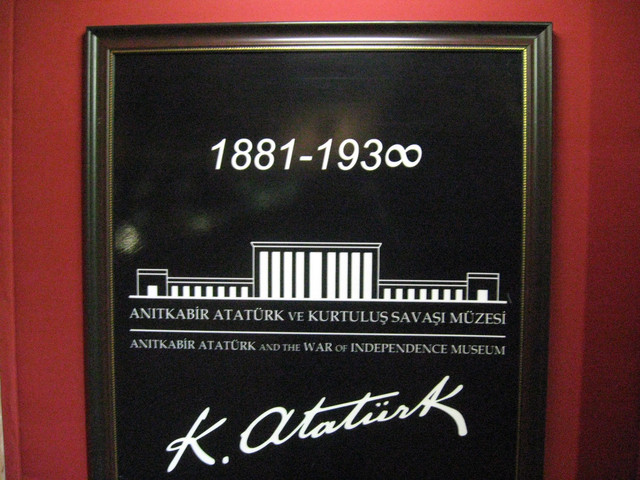 1881-193∞
ANITKABİR ATATÜRK VE KURTULUŞ SAVAŞI MÜZESİ
ANITKABİR ATATÜRK AND THE WAR OF INDEPENDENCE MUSEUM
K. Atatürk